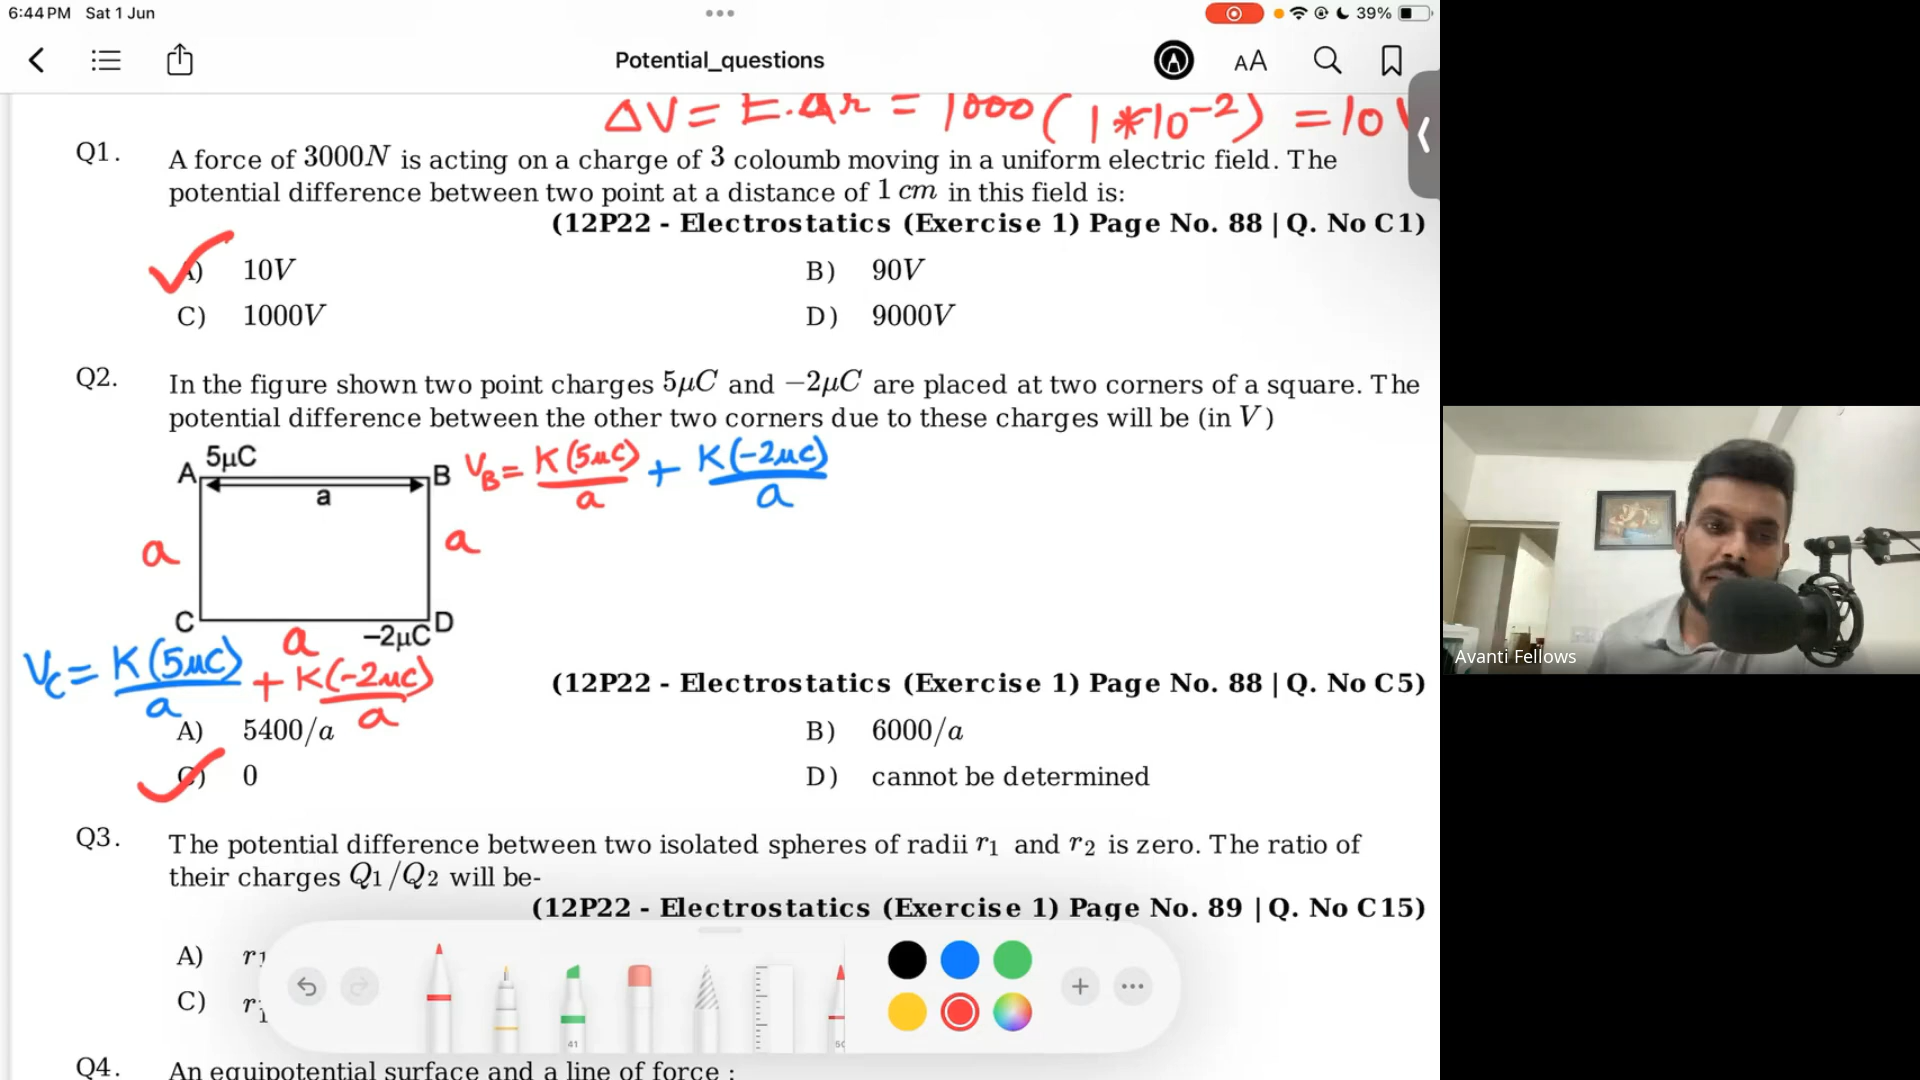 6:44 PM Sat 1 Jun
39%
Potential_questions
AA
ΔV = E.Δr = 1000 ( 1*10⁻² ) = 10
Q1. A force of 3000N is acting on a charge of 3 coloumb moving in a uniform electric field. The
potential difference between two point at a distance of 1 cm in this field is:
(12P22 - Electrostatics (Exercise 1) Page No. 88 | Q. No C1)
A) 10V B) 90V
C) 1000V D) 9000V
Q2. In the figure shown two point charges 5μC and −2μC are placed at two corners of a square. The
potential difference between the other two corners due to these charges will be (in V)
5μC
A B
a
V_B = K(5μC)/a + K(-2μC)/a
a a
C D
a −2μC
V_C = K(5μC)/a + K(-2μC)/a
(12P22 - Electrostatics (Exercise 1) Page No. 88 | Q. No C5)
A) 5400/a B) 6000/a
C) 0 D) cannot be determined
Q3. The potential difference between two isolated spheres of radii r₁ and r₂ is zero. The ratio of
their charges Q₁/Q₂ will be-
(12P22 - Electrostatics (Exercise 1) Page No. 89 | Q. No C15)
A)
C)
41
Q4. An equipotential surface and a line of force :
Avanti Fellows